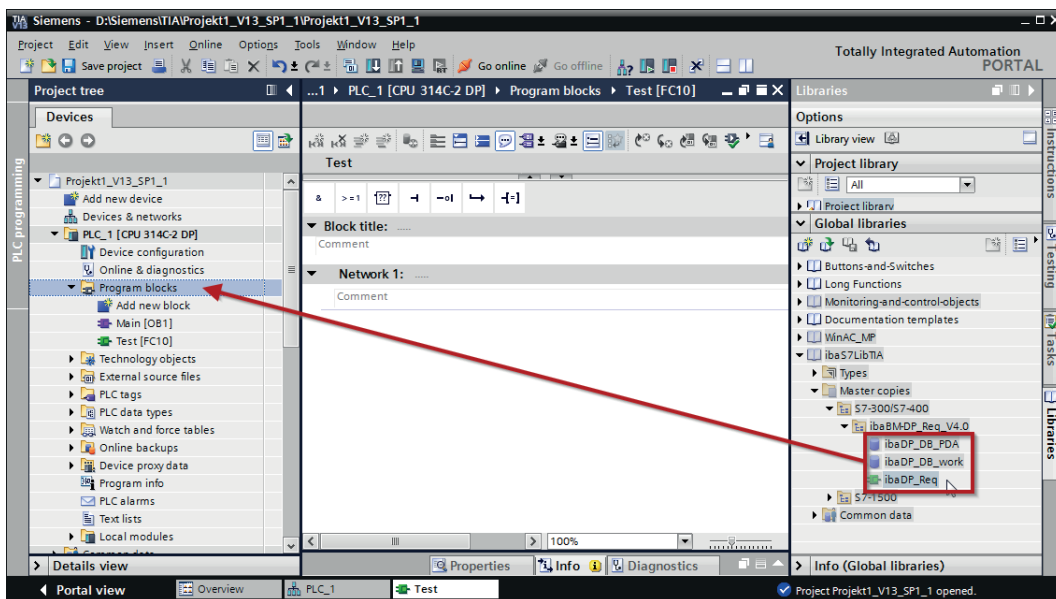 Siemens - D:\Siemens\TIA\Projekt1_V13_SP1_1\Projekt1_V13_SP1_1
Project Edit View Insert Online Options Tools Window Help
Totally Integrated Automation
PORTAL
Save project Go online Go offline
Project tree
...1 PLC_1 [CPU 314C-2 DP] Program blocks Test [FC10]
Libraries
Devices
Options
Library view
Test
Project library
All
Project library
Global libraries
& >=1 ?? -o| -[=]
Block title: .....
Comment
Network 1: .....
Comment
Projekt1_V13_SP1_1
Add new device
Devices & networks
PLC_1 [CPU 314C-2 DP]
Device configuration
Online & diagnostics
Program blocks
Add new block
Main [OB1]
Test [FC10]
Technology objects
External source files
PLC tags
PLC data types
Watch and force tables
Online backups
Device proxy data
Program info
PLC alarms
Text lists
Local modules
Common data
Buttons-and-Switches
Long Functions
Monitoring-and-control-objects
Documentation templates
WinAC_MP
ibaS7LibTIA
Types
Master copies
S7-300/S7-400
ibaBM-DP_Req_V4.0
ibaDP_DB_PDA
ibaDP_DB_work
ibaDP_Req
S7-1500
Common data
PLC programming
Instructions
Testing
Tasks
Libraries
100%
Properties Info Diagnostics
Details view
Info (Global libraries)
Portal view Overview PLC_1 Test
Project Projekt1_V13_SP1_1 opened.